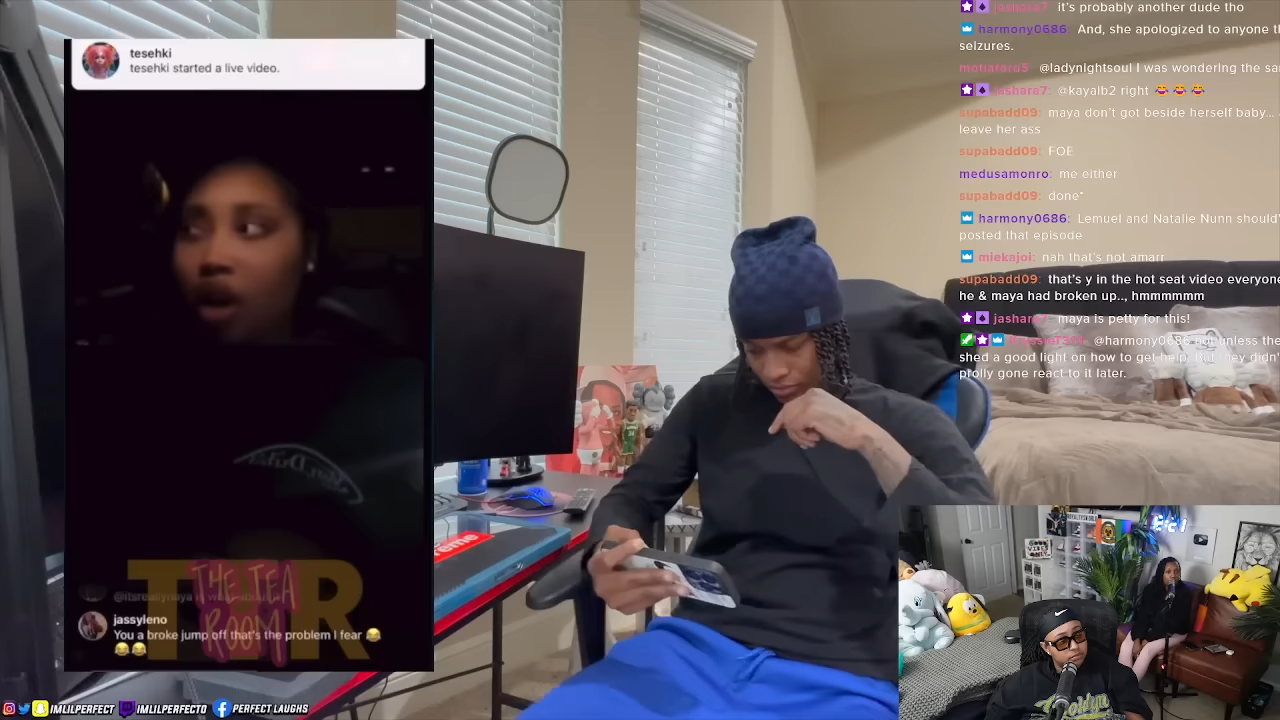 tesehki
tesehki started a live video.
THE TEA
ROOM
jassyleno
You a broke jump off that's the problem I fear 😂
😂😂
jashara7 it's probably another dude tho
harmony0686: And, she apologized to anyone th
seizures.
@ladynightsoul I was wondering the sa
jashara7: @kayalb2 right 😂 😂 😂
supabadd09: maya don't got beside herself baby...
leave her ass
supabadd09: FOE
medusamonro: me either
supabadd09: done*
harmony0686: Lemuel and Natalie Nunn should'
posted that episode
miekajoi: nah that's not amarr
supabadd09: that's y in the hot seat video everyone
he & maya had broken up.., hmmmmmm
jashara7: maya is petty for this!
@harmony0686 not unless the
shed a good light on how to get help. But they didn'
prolly gone react to it later.
reme
IMLILPERFECT IMLILPERFECTO PERFECT LAUGHS